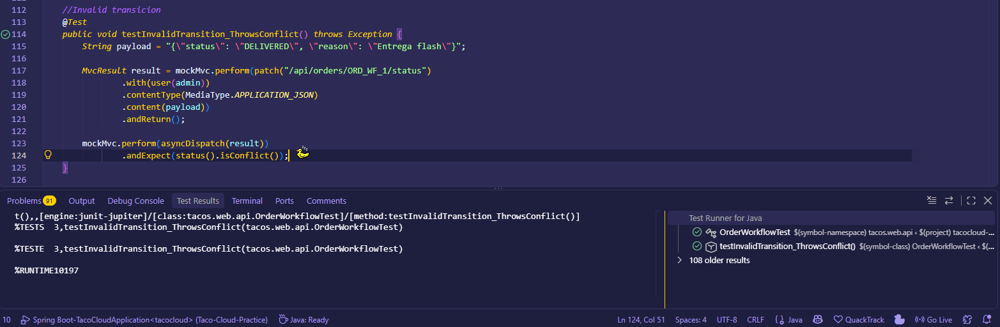 112 //Invalid transicion
113 @Test
114 public void testInvalidTransition_ThrowsConflict() throws Exception {
115 String payload = "{\"status\": \"DELIVERED\", \"reason\": \"Entrega flash\"}";
116
117 MvcResult result = mockMvc.perform(patch("/api/orders/ORD_WF_1/status")
118 .with(user(admin))
119 .contentType(MediaType.APPLICATION_JSON)
120 .content(payload))
121 .andReturn();
122
123 mockMvc.perform(asyncDispatch(result))
124 .andExpect(status().isConflict());
125 }
126
Problems 91 Output Debug Console Test Results Terminal Ports Comments
t(),,[engine:junit-jupiter]/[class:tacos.web.api.OrderWorkflowTest]/[method:testInvalidTransition_ThrowsConflict()]
%TESTS 3,testInvalidTransition_ThrowsConflict(tacos.web.api.OrderWorkflowTest)
%TESTE 3,testInvalidTransition_ThrowsConflict(tacos.web.api.OrderWorkflowTest)
%RUNTIME10197
Test Runner for Java
OrderWorkflowTest $(symbol-namespace) tacos.web.api < $(project) tacocloud-...
testInvalidTransition_ThrowsConflict() $(symbol-class) OrderWorkflowTest < $(...
108 older results
10 Spring Boot-TacoCloudApplication<tacocloud> (Taco-Cloud-Practice) Java: Ready Ln 124, Col 51 Spaces: 4 UTF-8 CRLF {} Java QuackTrack Go Live